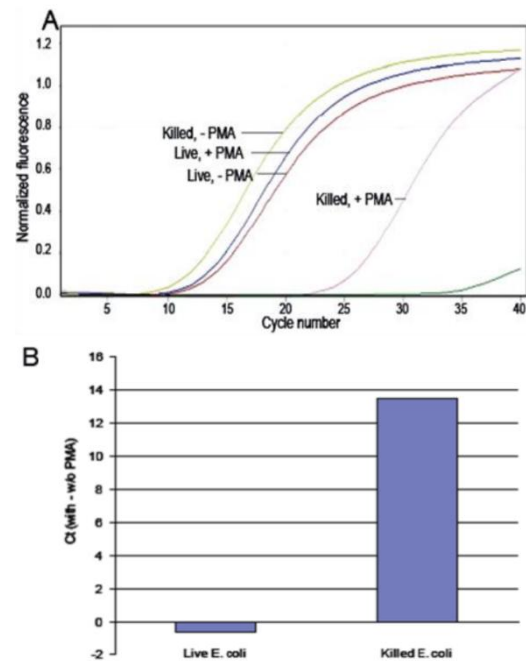 A
1.2
1.0
0.8
0.6
0.4
0.2
0.0
Normalized fluorescence
Killed, - PMA
Live, + PMA
Live, - PMA
Killed, + PMA
5 10 15 20 25 30 35 40
Cycle number
B
16
14
12
10
8
6
4
2
0
-2
Ct (with - w/o PMA)
Live E. coli Killed E. coli